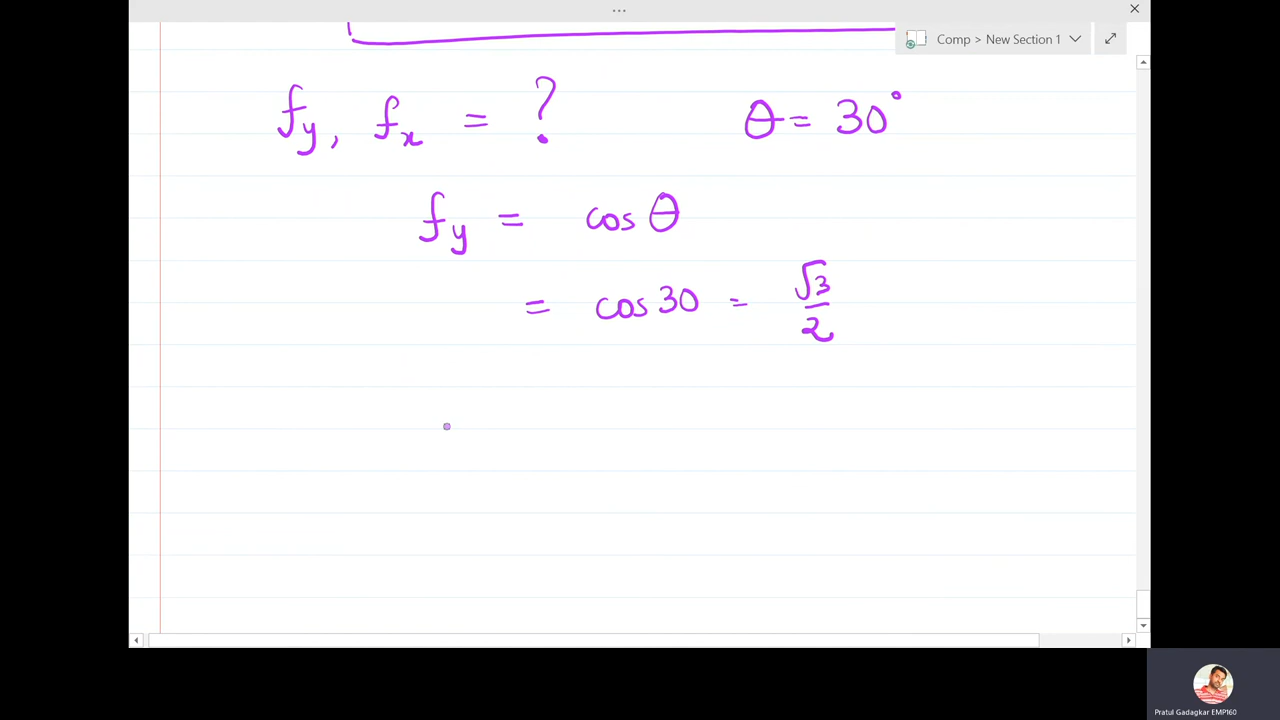 Comp > New Section 1
fy, fx = ? θ = 30°
fy = cos θ
= cos 30 = √3/2
Pratul Gadagkar EMP160